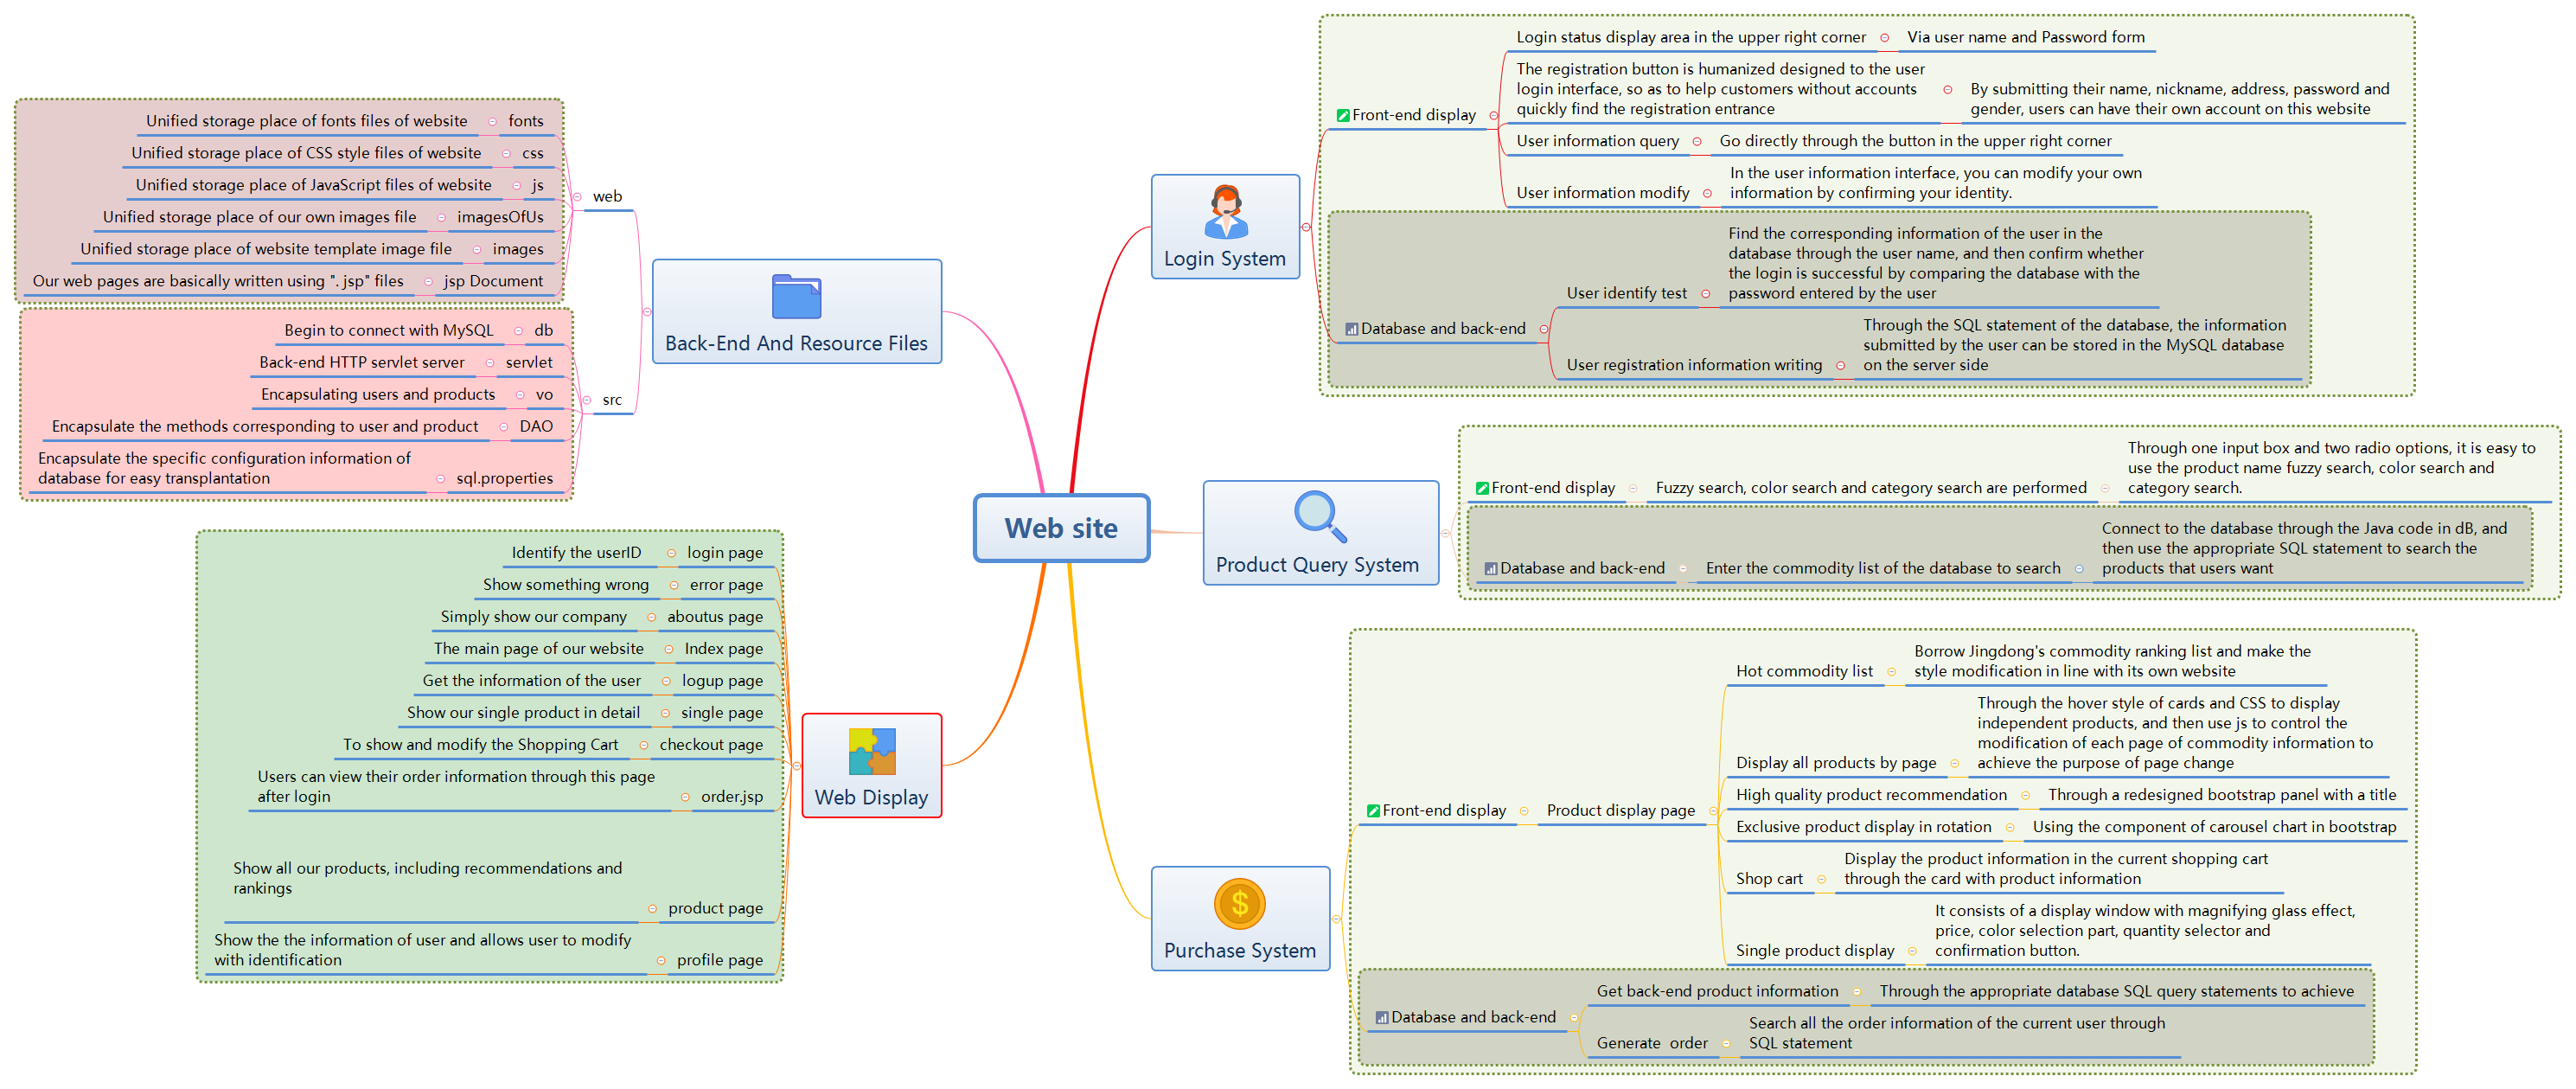 Web site
Login System
Front-end display
Login status display area in the upper right corner
Via user name and Password form
The registration button is humanized designed to the user
login interface, so as to help customers without accounts
quickly find the registration entrance
By submitting their name, nickname, address, password and
gender, users can have their own account on this website
User information query
Go directly through the button in the upper right corner
User information modify
In the user information interface, you can modify your own
information by confirming your identity.
Database and back-end
User identify test
Find the corresponding information of the user in the
database through the user name, and then confirm whether
the login is successful by comparing the database with the
password entered by the user
User registration information writing
Through the SQL statement of the database, the information
submitted by the user can be stored in the MySQL database
on the server side
Product Query System
Front-end display
Fuzzy search, color search and category search are performed
Through one input box and two radio options, it is easy to
use the product name fuzzy search, color search and
category search.
Database and back-end
Enter the commodity list of the database to search
Connect to the database through the Java code in dB, and
then use the appropriate SQL statement to search the
products that users want
Purchase System
Front-end display
Product display page
Hot commodity list
Borrow Jingdong's commodity ranking list and make the
style modification in line with its own website
Display all products by page
Through the hover style of cards and CSS to display
independent products, and then use js to control the
modification of each page of commodity information to
achieve the purpose of page change
High quality product recommendation
Through a redesigned bootstrap panel with a title
Exclusive product display in rotation
Using the component of carousel chart in bootstrap
Shop cart
Display the product information in the current shopping cart
through the card with product information
Single product display
It consists of a display window with magnifying glass effect,
price, color selection part, quantity selector and
confirmation button.
Database and back-end
Get back-end product information
Through the appropriate database SQL query statements to achieve
Generate  order
Search all the order information of the current user through
SQL statement
Back-End And Resource Files
web
fonts
Unified storage place of fonts files of website
css
Unified storage place of CSS style files of website
js
Unified storage place of JavaScript files of website
imagesOfUs
Unified storage place of our own images file
images
Unified storage place of website template image file
jsp Document
Our web pages are basically written using ". jsp" files
src
db
Begin to connect with MySQL
servlet
Back-end HTTP servlet server
vo
Encapsulating users and products
DAO
Encapsulate the methods corresponding to user and product
sql.properties
Encapsulate the specific configuration information of
database for easy transplantation
Web Display
login page
Identify the userID
error page
Show something wrong
aboutus page
Simply show our company
Index page
The main page of our website
logup page
Get the information of the user
single page
Show our single product in detail
checkout page
To show and modify the Shopping Cart
order.jsp
Users can view their order information through this page
after login
product page
Show all our products, including recommendations and
rankings
profile page
Show the the information of user and allows user to modify
with identification